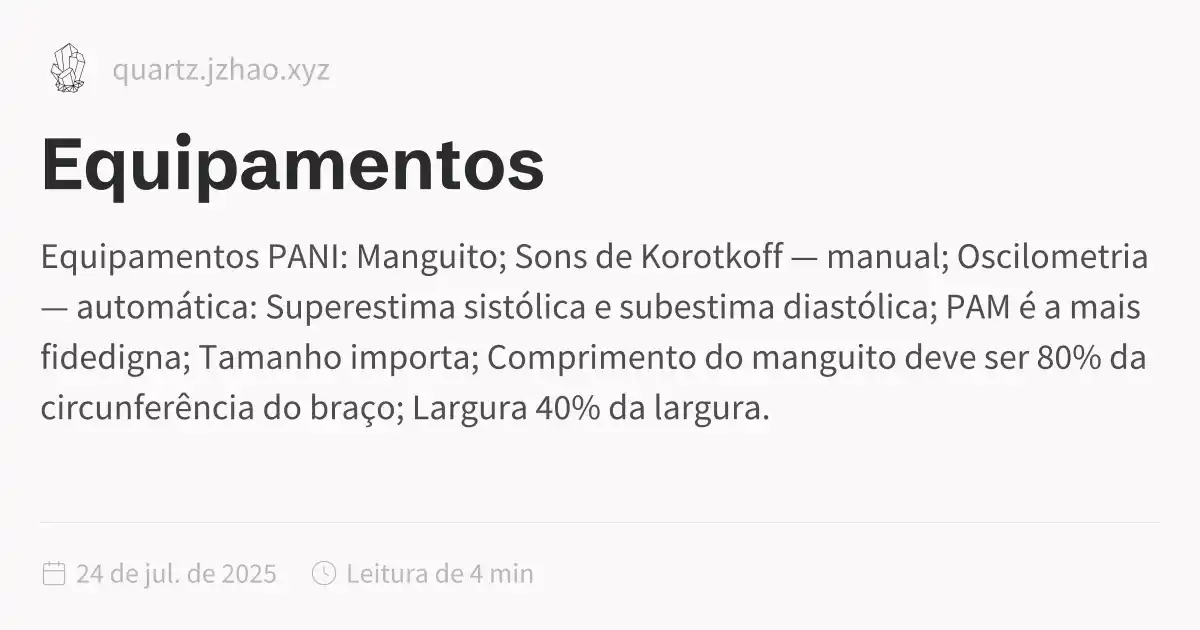 quartz.jzhao.xyz
Equipamentos
Equipamentos PANI: Manguito; Sons de Korotkoff — manual; Oscilometria
— automática: Superestima sistólica e subestima diastólica; PAM é a mais
fidedigna; Tamanho importa; Comprimento do manguito deve ser 80% da
circunferência do braço; Largura 40% da largura.
24 de jul. de 2025 Leitura de 4 min